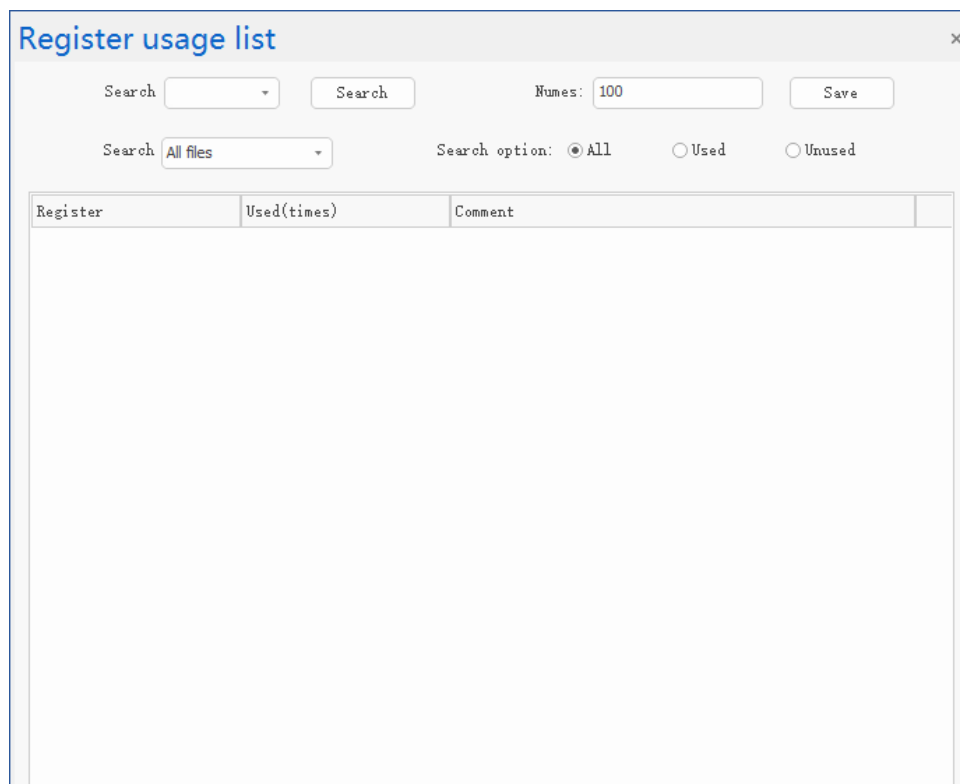 Register usage list
Search Search Numes: 100 Save
Search All files Search option: All Used Unused
Register Used(times) Comment